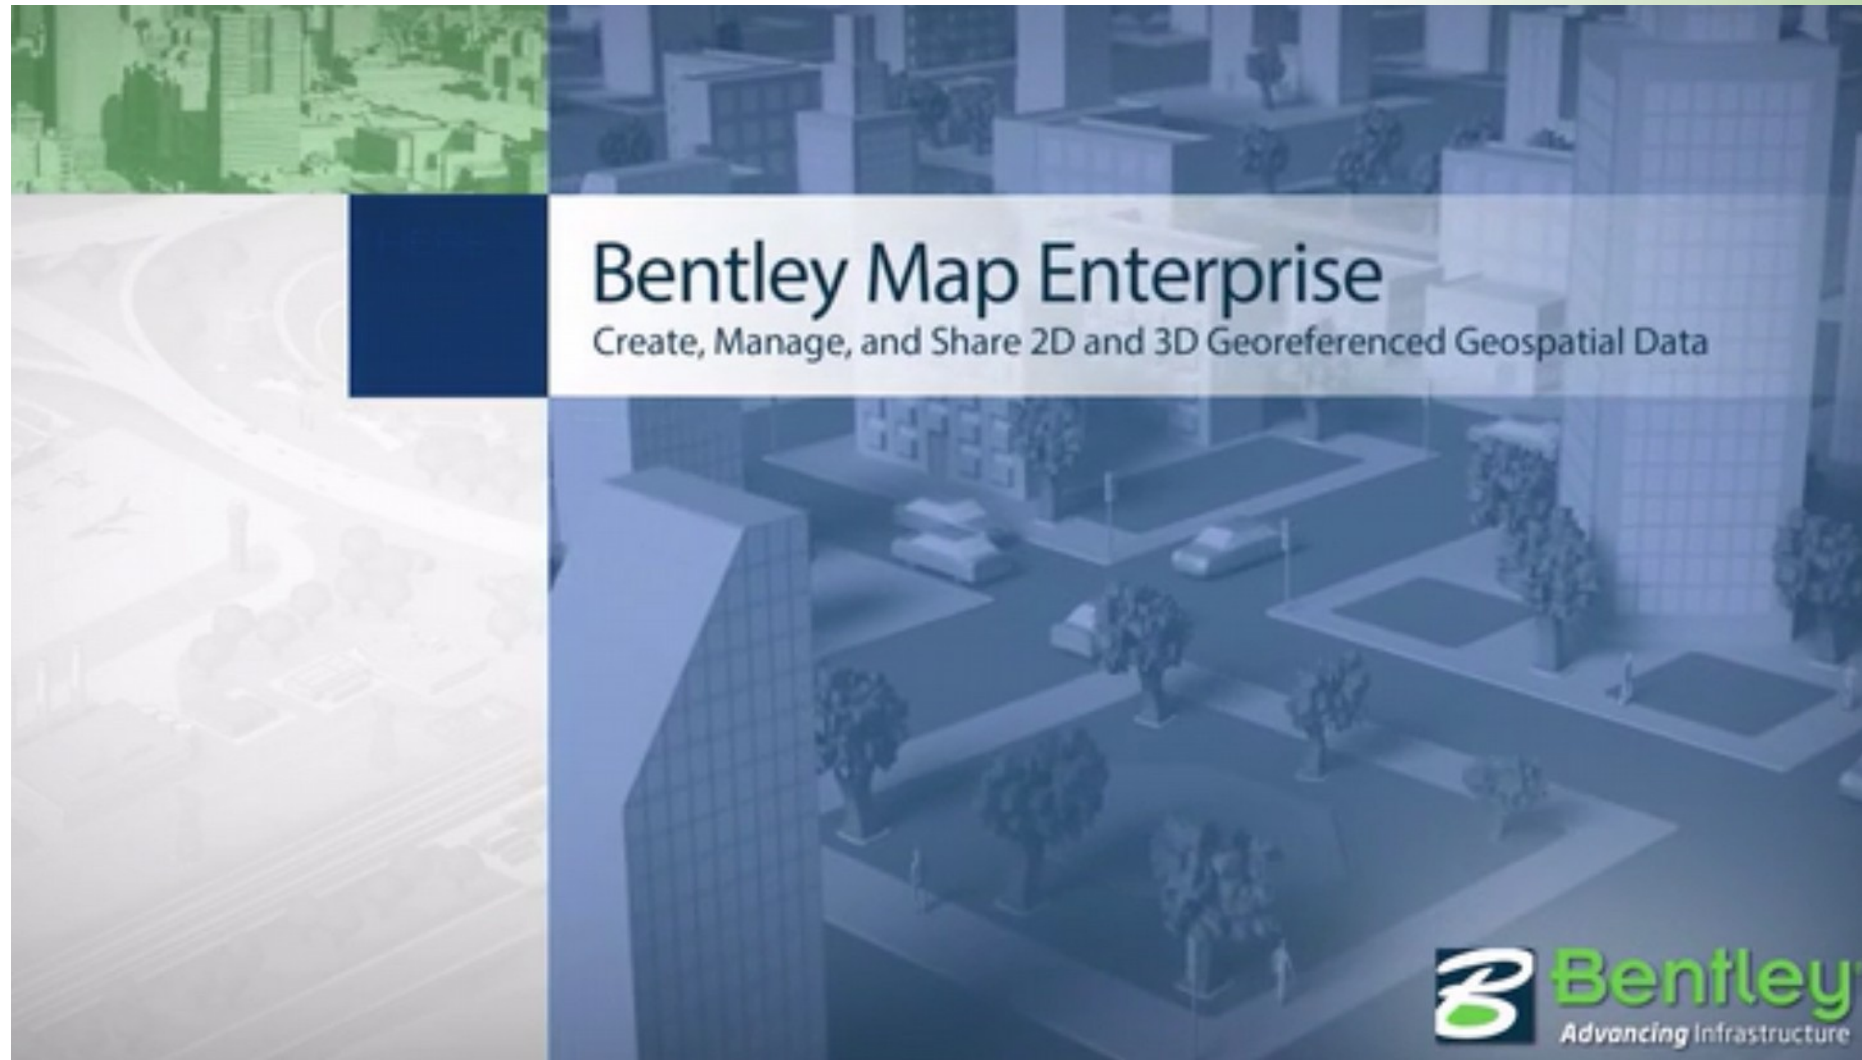 Bentley Map Enterprise
Create, Manage, and Share 2D and 3D Georeferenced Geospatial Data
Bentley
Advancing Infrastructure